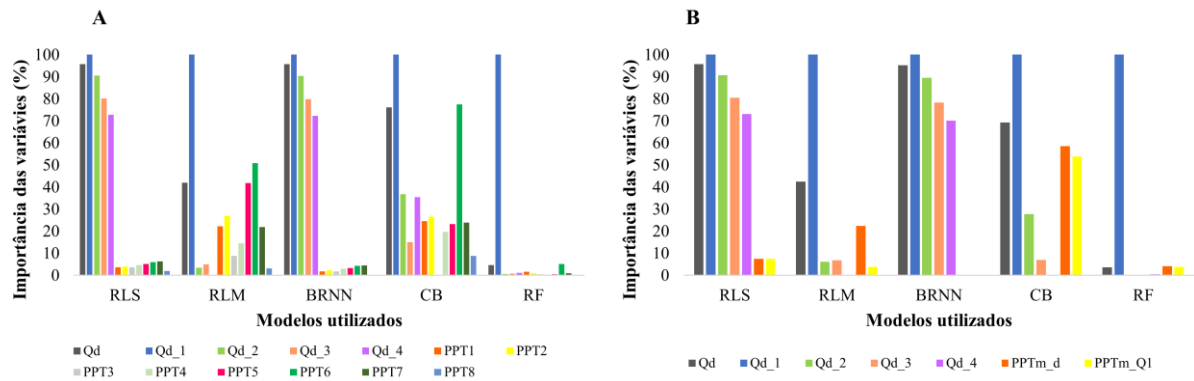 A
Importância das variávies (%)
100
90
80
70
60
50
40
30
20
10
0
RLS RLM BRNN CB RF
Modelos utilizados
Qd Qd_1 Qd_2 Qd_3 Qd_4 PPT1 PPT2
PPT3 PPT4 PPT5 PPT6 PPT7 PPT8
B
Importância das variávies (%)
100
90
80
70
60
50
40
30
20
10
0
RLS RLM BRNN CB RF
Modelos utilizados
Qd Qd_1 Qd_2 Qd_3 Qd_4 PPTm_d PPTm_Q1